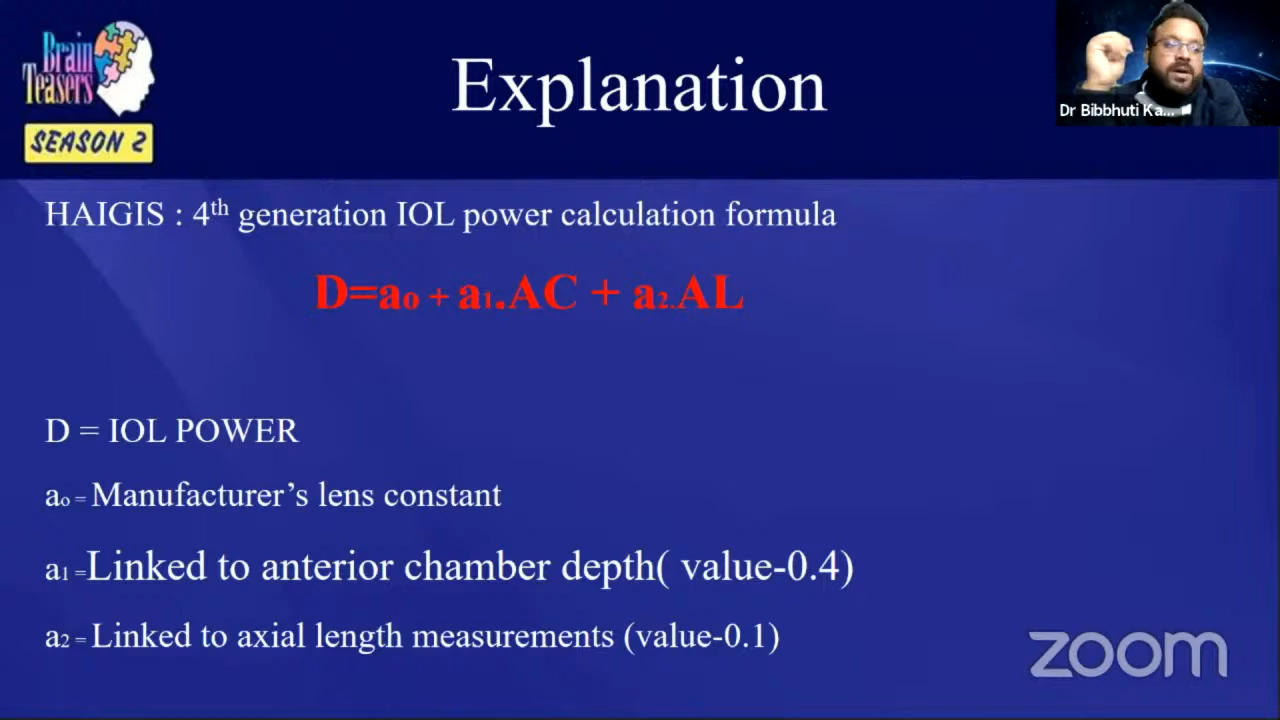 Brain
Teasers
SEASON 2
Explanation
Dr Bibbhuti Ka...
HAIGIS : 4th generation IOL power calculation formula
D=a0 + a1.AC + a2.AL
D = IOL POWER
a0 = Manufacturer’s lens constant
a1 =Linked to anterior chamber depth( value-0.4)
a2 = Linked to axial length measurements (value-0.1)
zoom